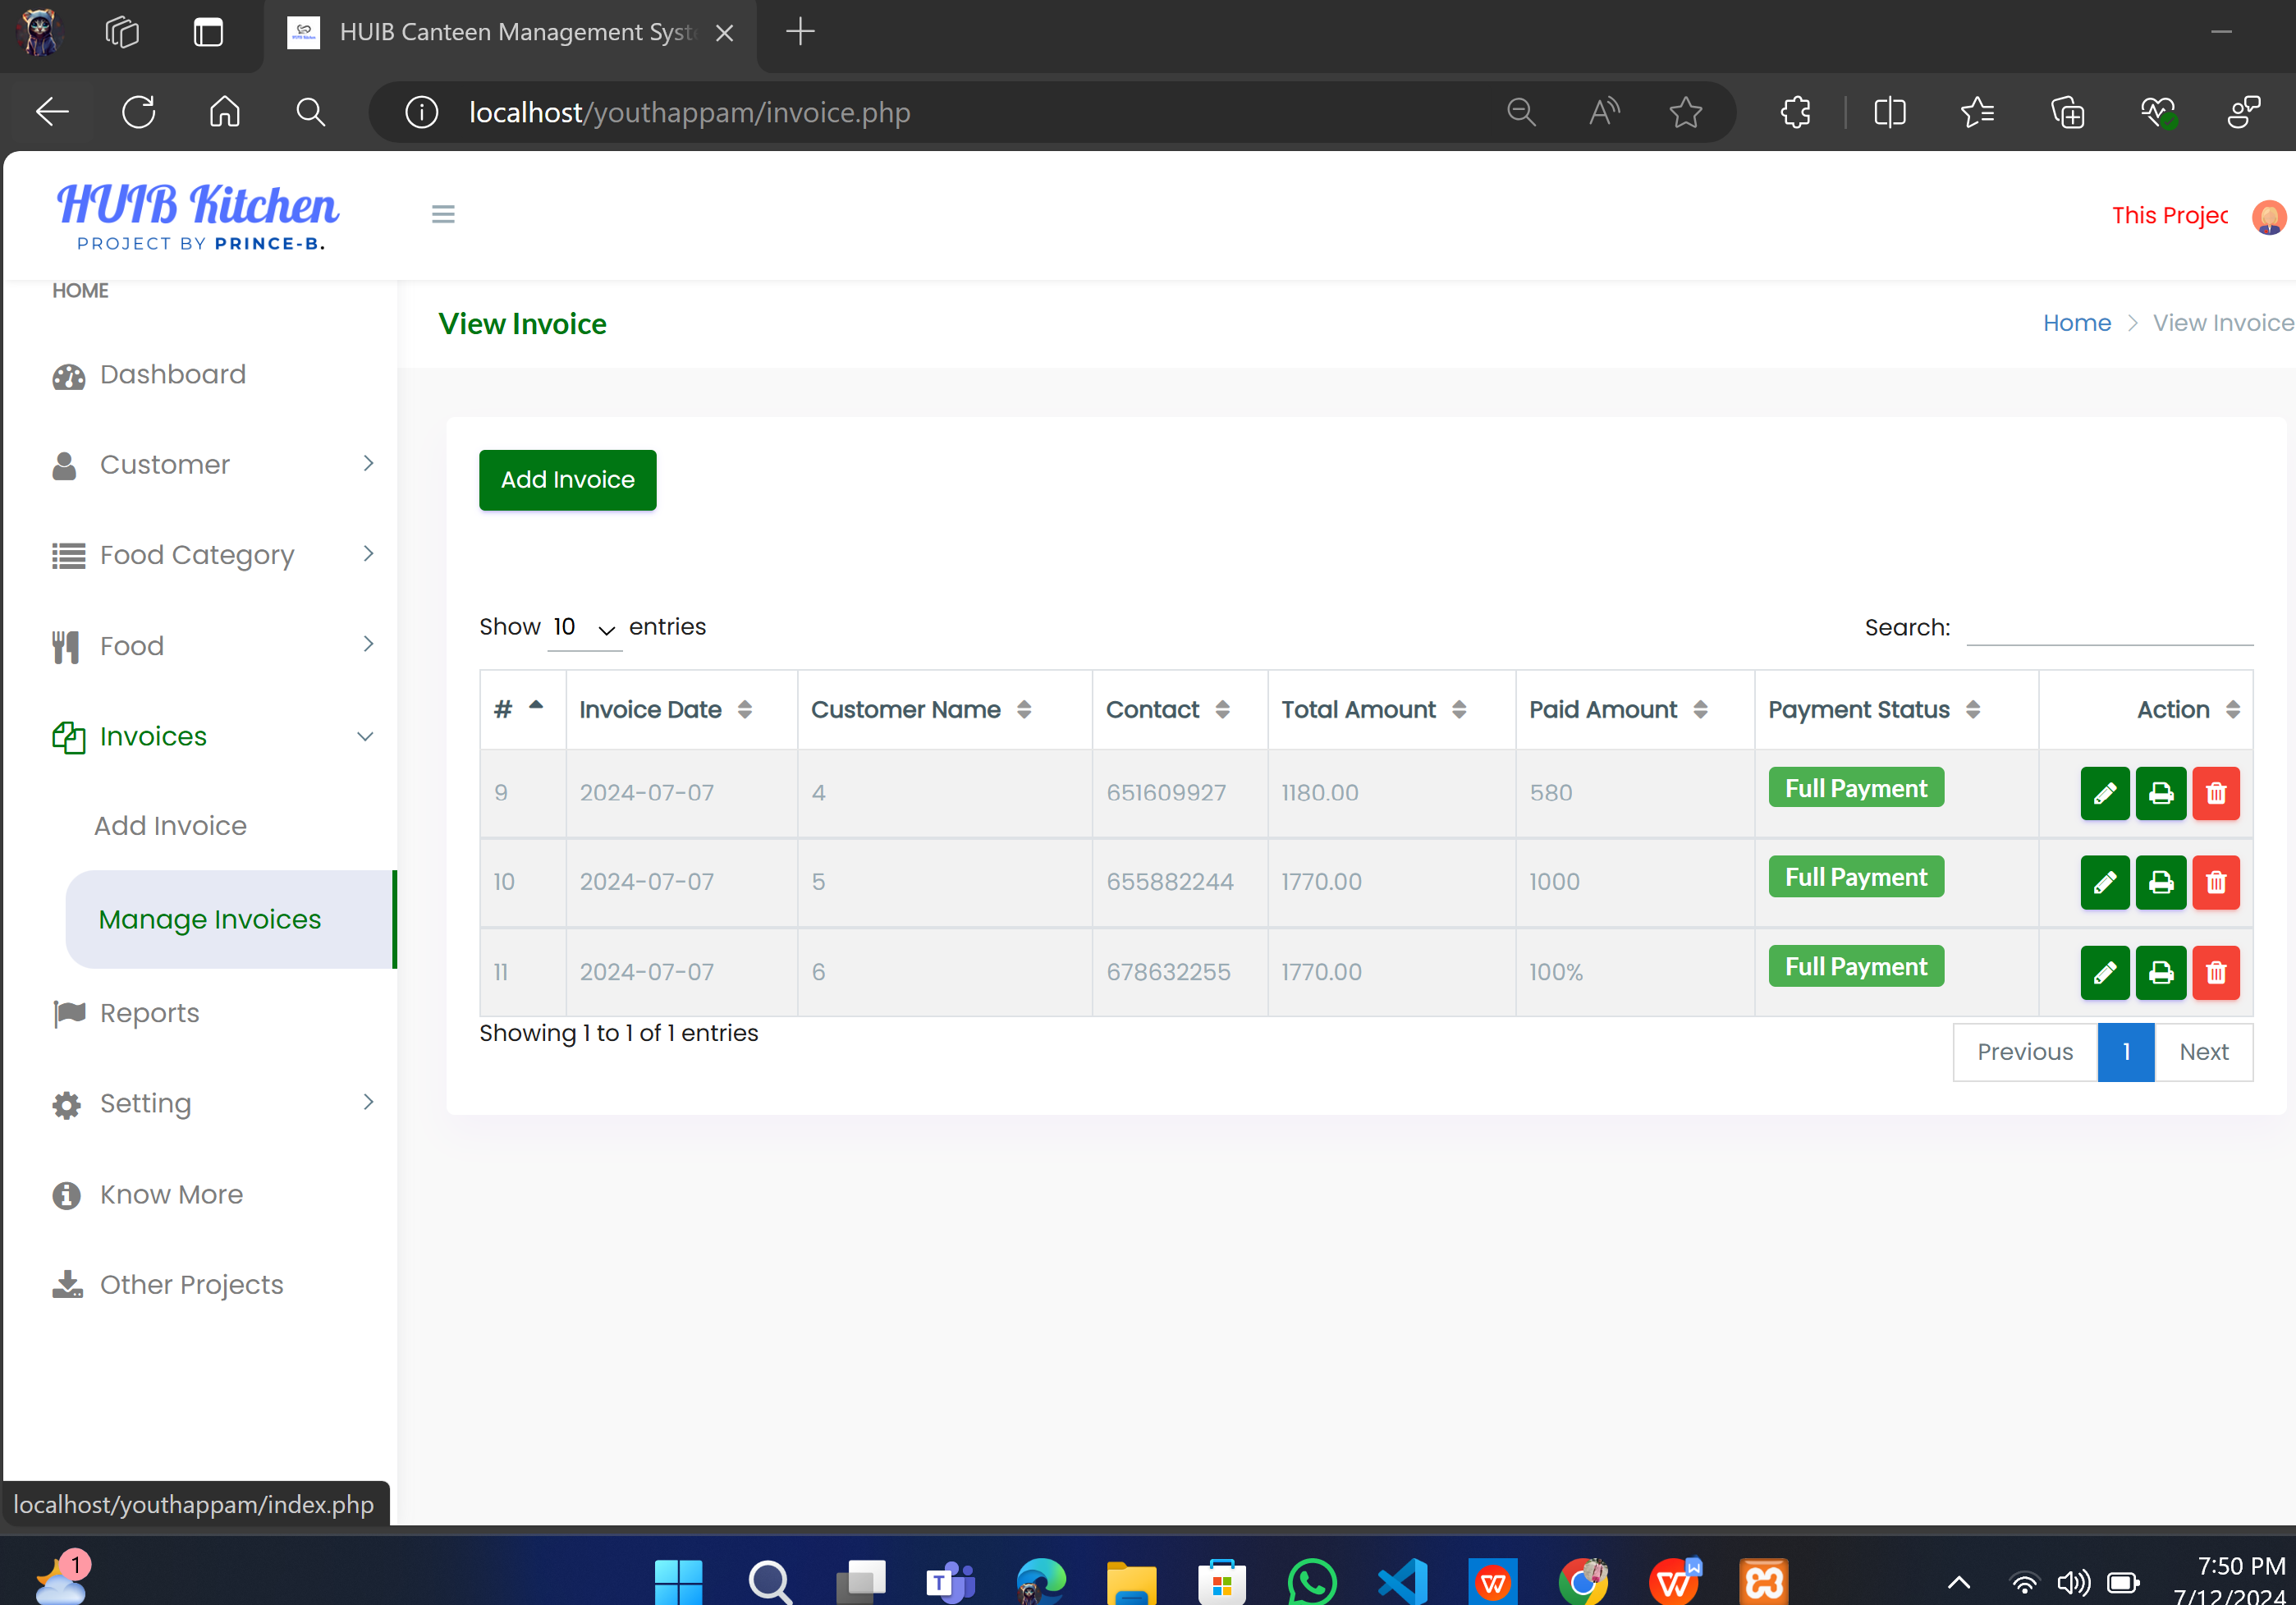 HUIB Canteen Management Syst
localhost/youthappam/invoice.php
HUIB Kitchen
PROJECT BY PRINCE-B.
This Projec
HOME
View Invoice
Home > View Invoice
Dashboard
Customer
Food Category
Food
Invoices
Add Invoice
Manage Invoices
Reports
Setting
Know More
Other Projects
Add Invoice
Show 10 entries
Search:
# Invoice Date Customer Name Contact Total Amount Paid Amount Payment Status Action
9 2024-07-07 4 651609927 1180.00 580 Full Payment
10 2024-07-07 5 655882244 1770.00 1000 Full Payment
11 2024-07-07 6 678632255 1770.00 100% Full Payment
Showing 1 to 1 of 1 entries
Previous 1 Next
localhost/youthappam/index.php
1
7:50 PM
7/12/2024